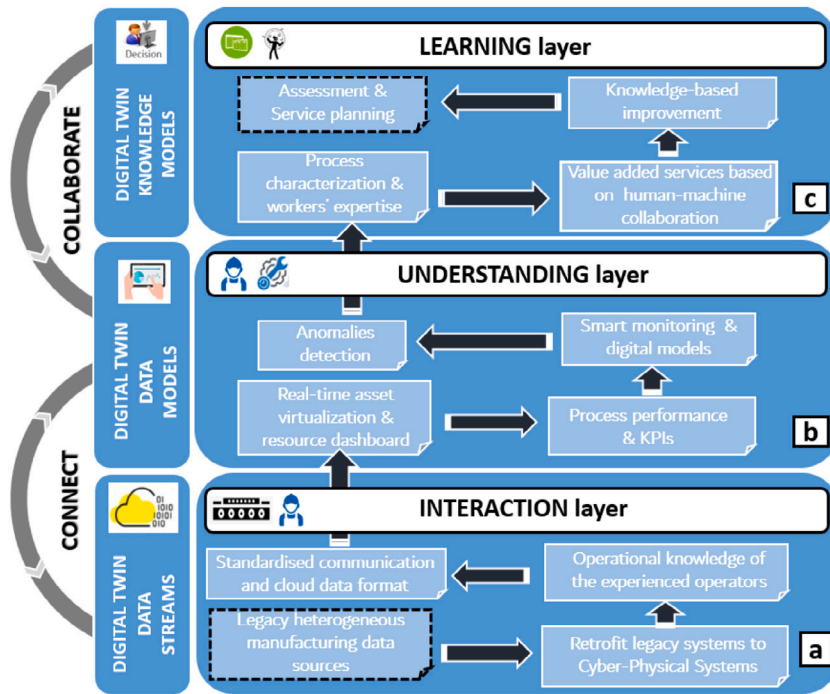 Decision
DIGITAL TWIN
KNOWLEDGE
MODELS
COLLABORATE
LEARNING layer
Assessment &
Service planning
Knowledge-based
improvement
Process
characterization &
workers' expertise
Value added services based
on human-machine
collaboration
c
DIGITAL TWIN
DATA
MODELS
UNDERSTANDING layer
Anomalies
detection
Smart monitoring &
digital models
Real-time asset
virtualization &
resource dashboard
Process performance
& KPIs
b
CONNECT
01
1010
10101
010
DIGITAL TWIN
DATA
STREAMS
INTERACTION layer
Standardised communication
and cloud data format
Operational knowledge of
the experienced operators
Legacy heterogeneous
manufacturing data
sources
Retrofit legacy systems to
Cyber-Physical Systems
a